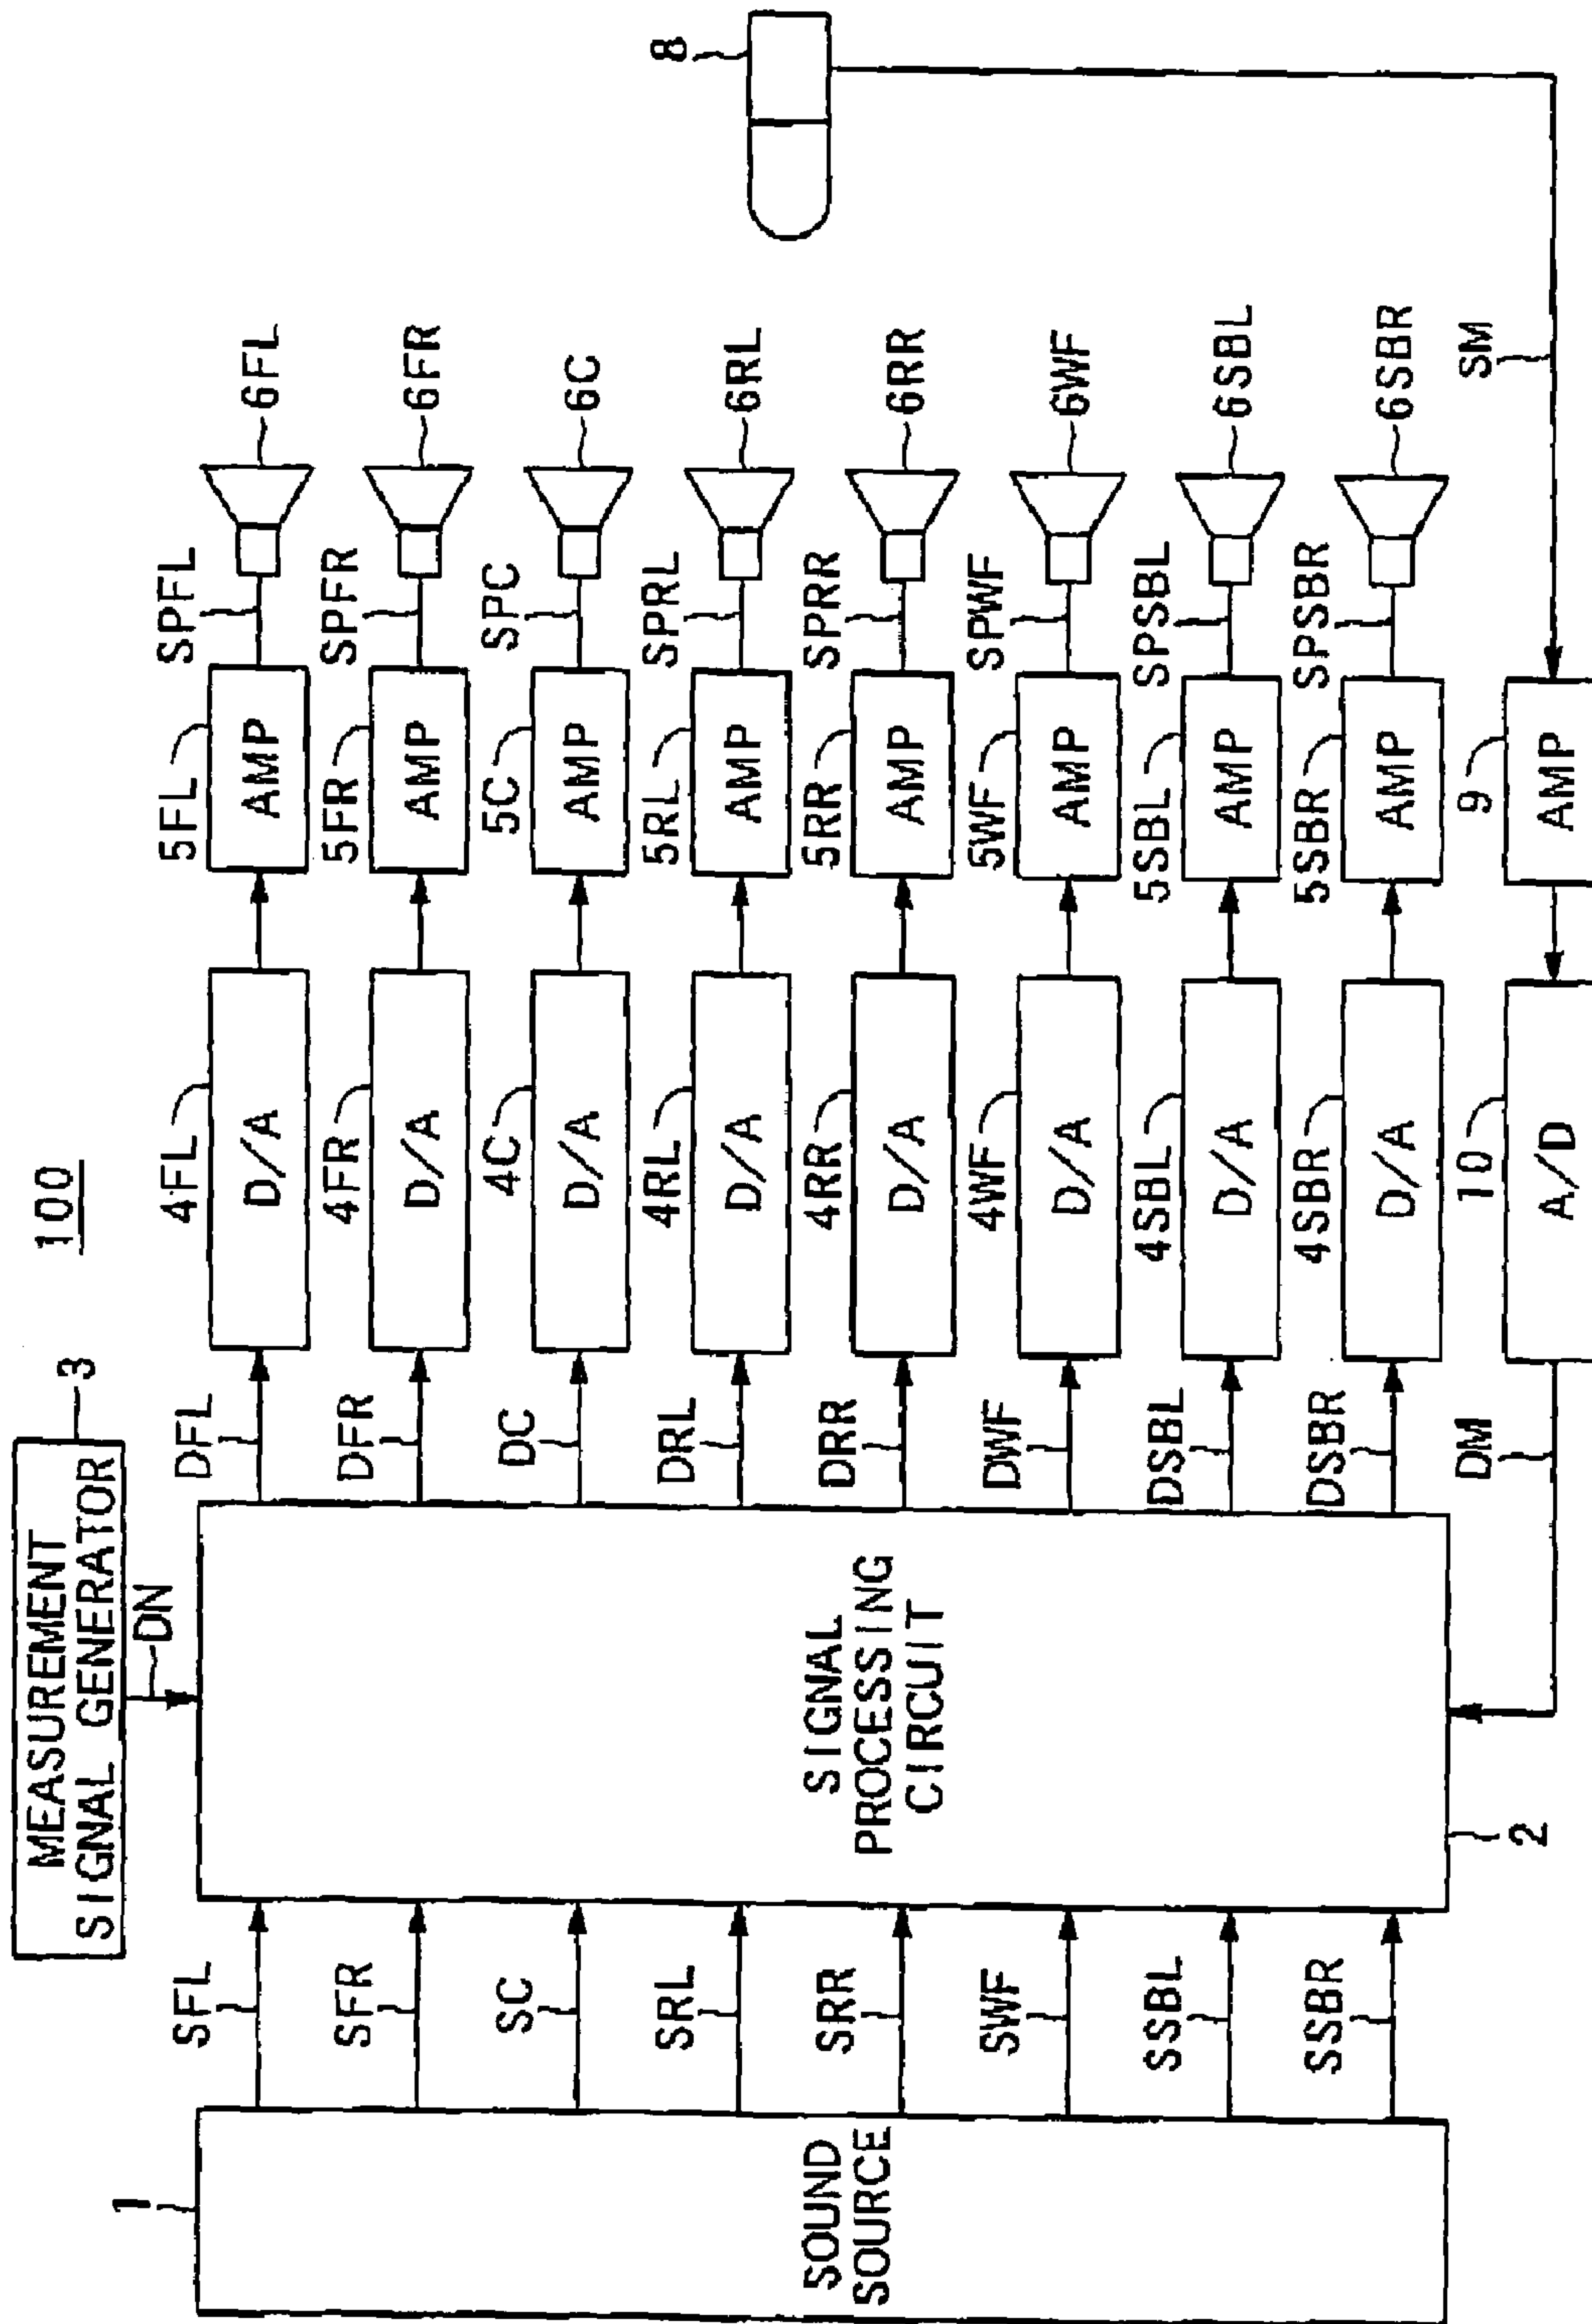 100
MEASUREMENT
SIGNAL GENERATOR
3
DN
1
SOUND
SOURCE
SIGNAL
PROCESSING
CIRCUIT
2
SFL
DFL
4FL
D/A
5FL
AMP
SPFL
6FL
SFR
DFR
4FR
D/A
5FR
AMP
SPFR
6FR
SC
DC
4C
D/A
5C
AMP
SPC
6C
SRL
DRL
4RL
D/A
5RL
AMP
SPRL
6RL
SRR
DRR
4RR
D/A
5RR
AMP
SPRR
6RR
SWF
DWF
4WF
D/A
5WF
AMP
SPWF
6WF
SSBL
DSBL
4SBL
D/A
5SBL
AMP
SPSBL
6SBL
SSBR
DSBR
4SBR
D/A
5SBR
AMP
SPSBR
6SBR
DM
10
A/D
9
AMP
SM
8